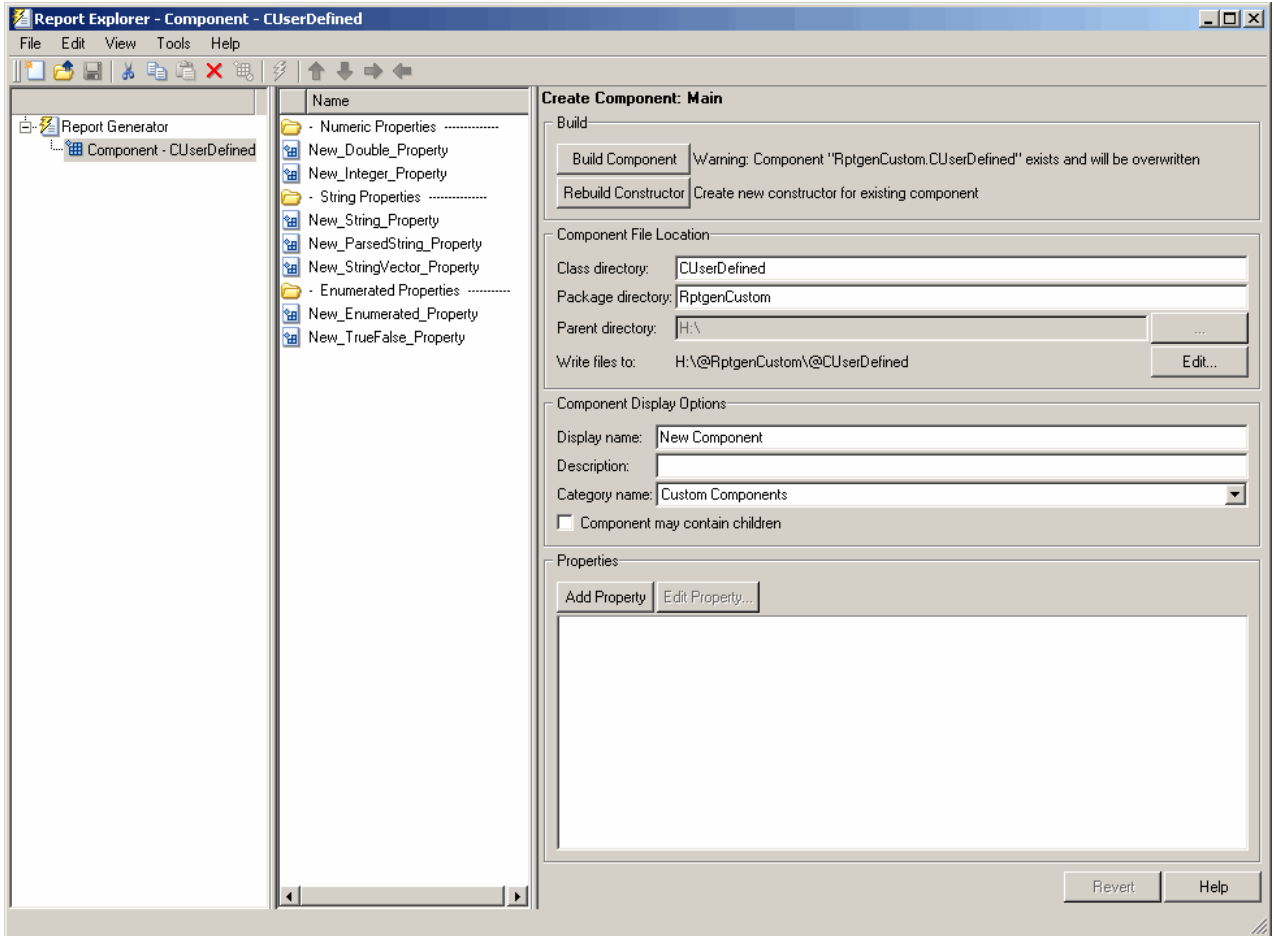 Report Explorer - Component - CUserDefined
File Edit View Tools Help
Name
Report Generator
Component - CUserDefined
- Numeric Properties --------------
New_Double_Property
New_Integer_Property
- String Properties ---------------
New_String_Property
New_ParsedString_Property
New_StringVector_Property
- Enumerated Properties -----------
New_Enumerated_Property
New_TrueFalse_Property
Create Component: Main
Build
Build Component Warning: Component "RptgenCustom.CUserDefined" exists and will be overwritten
Rebuild Constructor Create new constructor for existing component
Component File Location
Class directory: CUserDefined
Package directory: RptgenCustom
Parent directory: H:\ ...
Write files to: H:\@RptgenCustom\@CUserDefined Edit...
Component Display Options
Display name: New Component
Description:
Category name: Custom Components
Component may contain children
Properties
Add Property Edit Property...
Revert Help